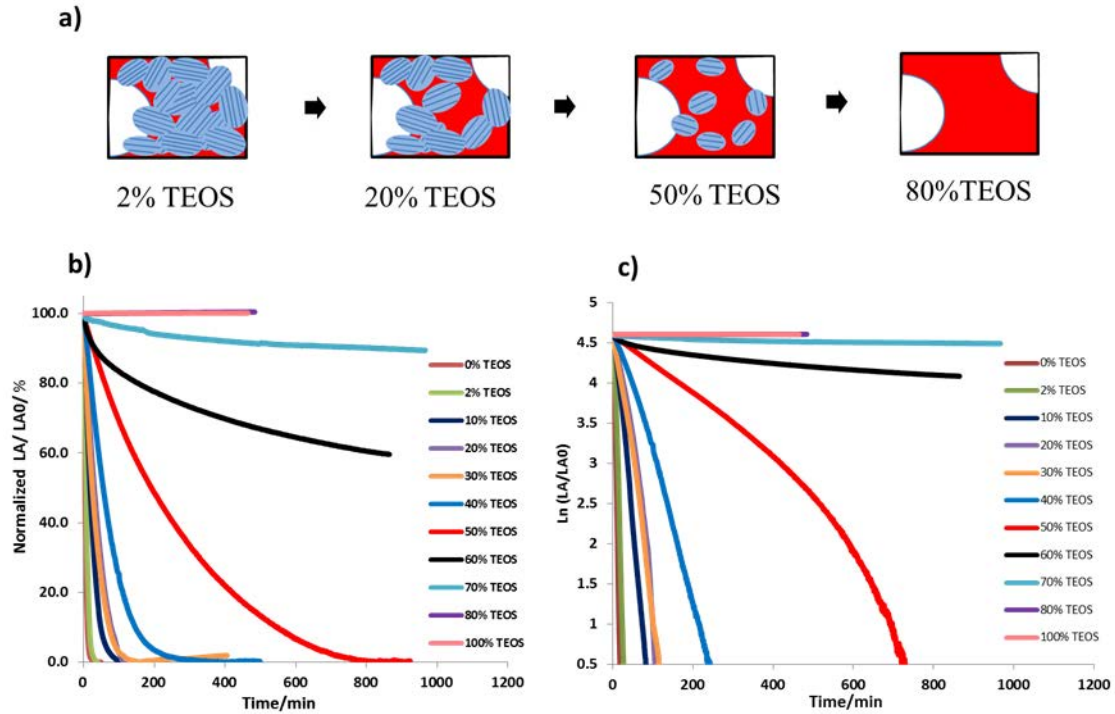 a)
2% TEOS
20% TEOS
50% TEOS
80%TEOS
b)
Normalized LA/ LA0/ %
100.0
80.0
60.0
40.0
20.0
0.0
0
200
400
600
800
1000
1200
Time/min
0% TEOS
2% TEOS
10% TEOS
20% TEOS
30% TEOS
40% TEOS
50% TEOS
60% TEOS
70% TEOS
80% TEOS
100% TEOS
c)
Ln (LA/LA0)
5
4.5
4
3.5
3
2.5
2
1.5
1
0.5
0
200
400
600
800
1000
1200
Time/min
0% TEOS
2% TEOS
10% TEOS
20% TEOS
30% TEOS
40% TEOS
50% TEOS
60% TEOS
70% TEOS
80% TEOS
100% TEOS